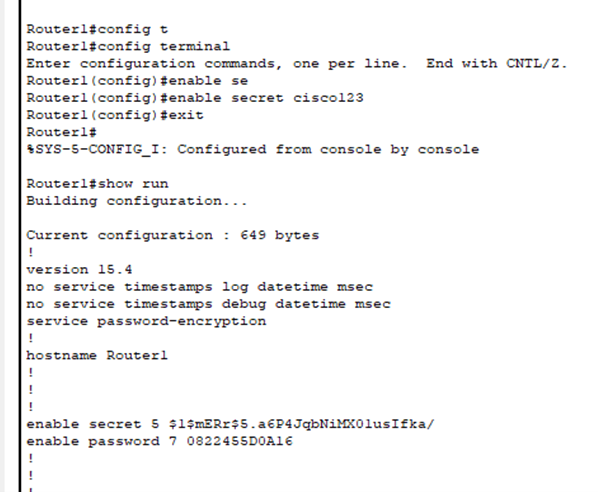 Router1#config t
Router1#config terminal
Enter configuration commands, one per line.  End with CNTL/Z.
Router1(config)#enable se
Router1(config)#enable secret cisco123
Router1(config)#exit
Router1#
%SYS-5-CONFIG_I: Configured from console by console
Router1#show run
Building configuration...
Current configuration : 649 bytes
!
version 15.4
no service timestamps log datetime msec
no service timestamps debug datetime msec
service password-encryption
!
hostname Router1
!
!
!
enable secret 5 $1$mERr$5.a6P4JqbNiMX01usIfka/
enable password 7 0822455D0A16
!
!
!